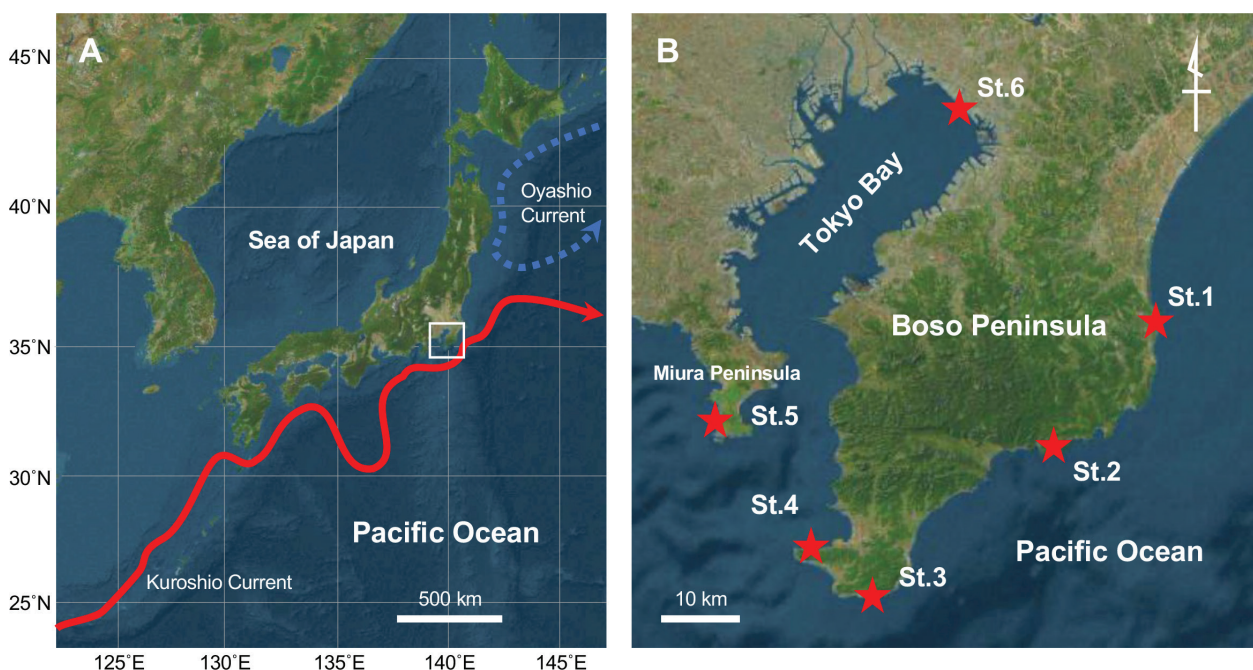 A
45°N
40°N
35°N
30°N
25°N
125°E
130°E
135°E
140°E
145°E
Oyashio
Current
Sea of Japan
Pacific Ocean
Kuroshio Current
500 km
B
St.6
Tokyo Bay
St.1
Boso Peninsula
Miura Peninsula
St.5
St.2
St.4
Pacific Ocean
St.3
10 km